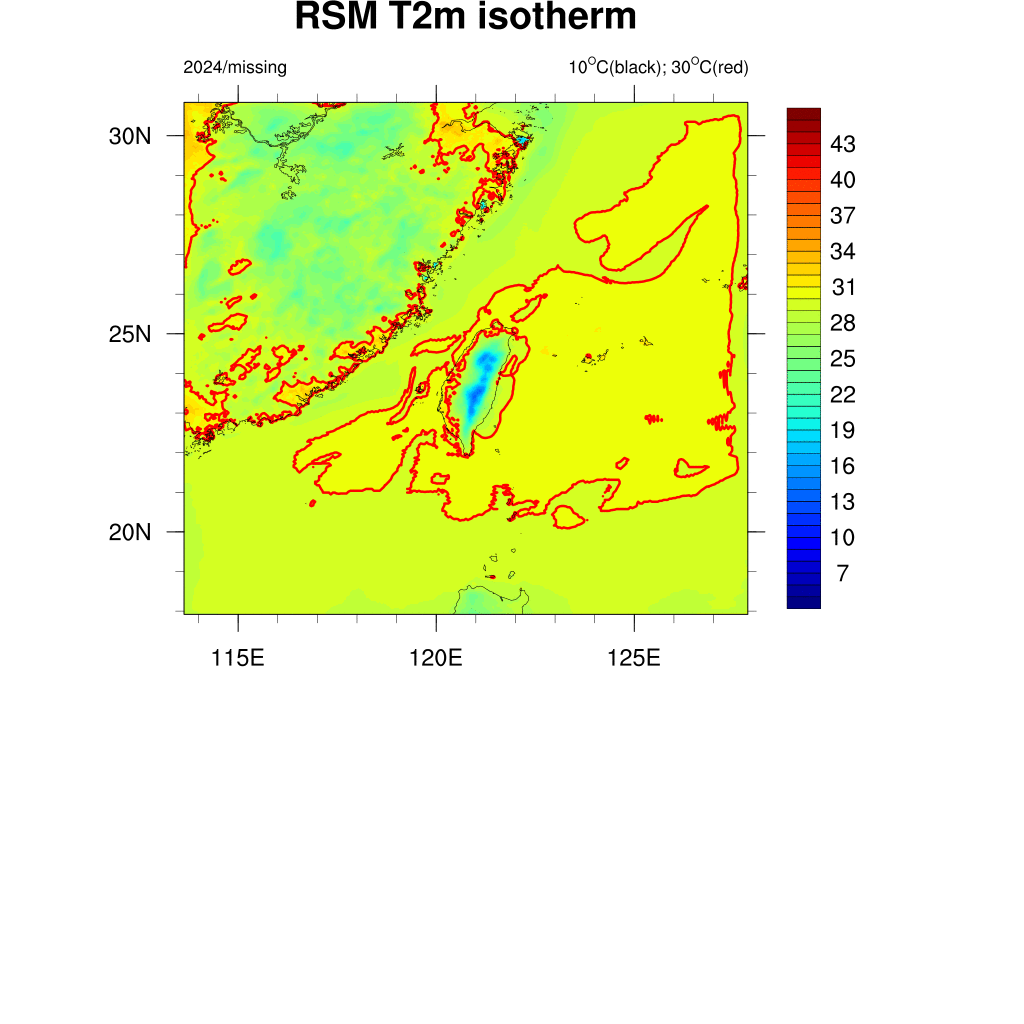 RSM T2m isotherm
2024/missing
10°C(black); 30°C(red)
30N
25N
20N
115E
120E
125E
43
40
37
34
31
28
25
22
19
16
13
10
7